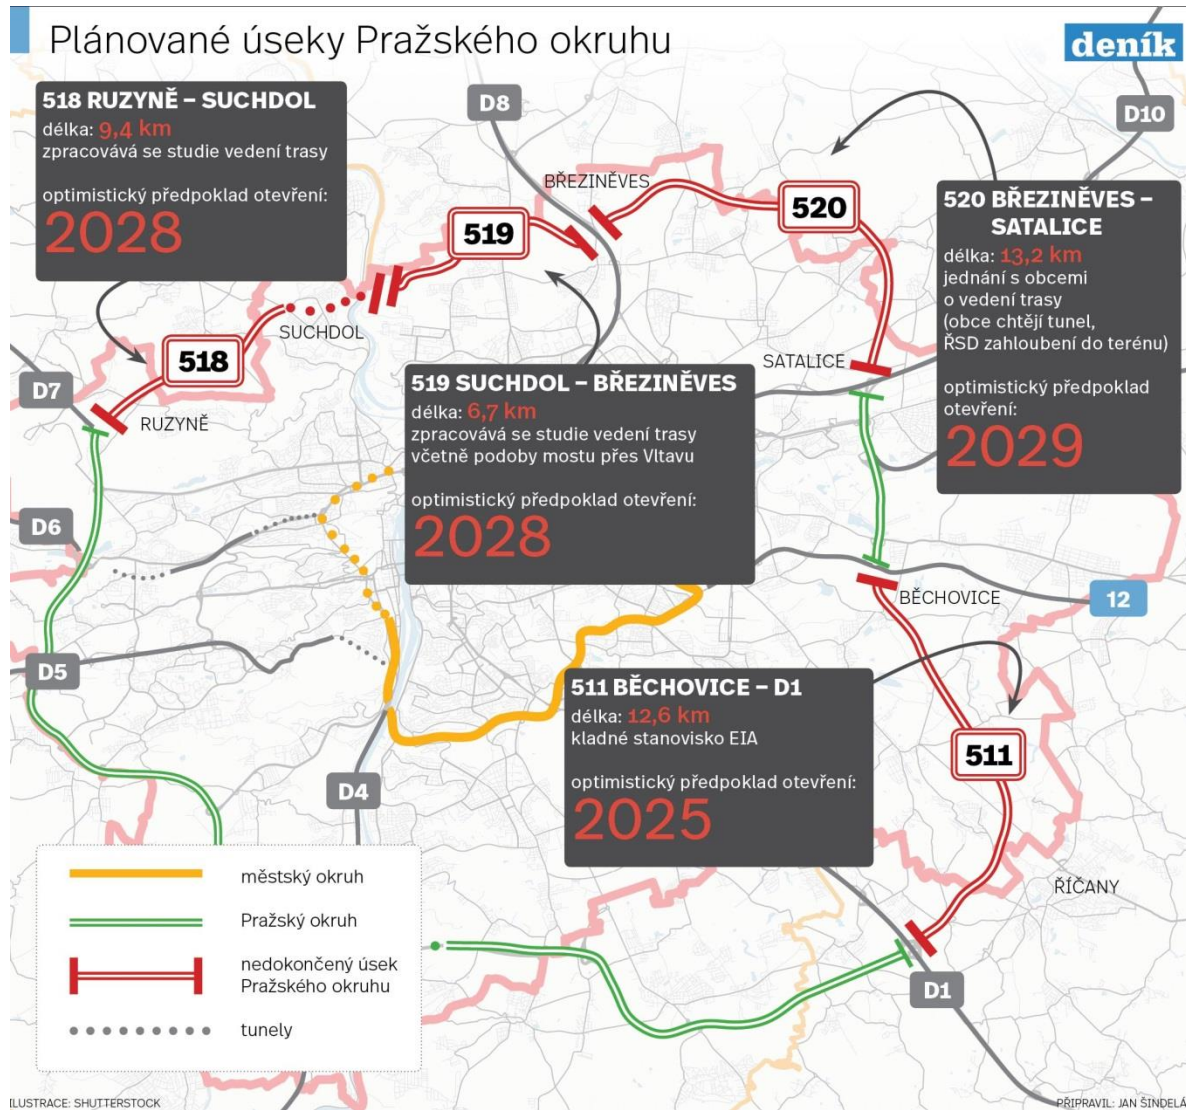 Plánované úseky Pražského okruhu
deník
518 RUZYNĚ – SUCHDOL
délka: 9,4 km
zpracovává se studie vedení trasy
optimistický předpoklad otevření:
2028
D8
D10
BŘEZINĚVES
519
520
520 BŘEZINĚVES –
SATALICE
délka: 13,2 km
jednání s obcemi
o vedení trasy
(obce chtějí tunel,
ŘSD zahloubení do terénu)
optimistický předpoklad
otevření:
2029
SUCHDOL
518
D7
RUZYNĚ
SATALICE
519 SUCHDOL – BŘEZINĚVES
délka: 6,7 km
zpracovává se studie vedení trasy
včetně podoby mostu přes Vltavu
optimistický předpoklad otevření:
2028
D6
BĚCHOVICE
12
D5
511 BĚCHOVICE – D1
délka: 12,6 km
kladné stanovisko EIA
optimistický předpoklad otevření:
2025
511
D4
ŘÍČANY
D1
městský okruh
Pražský okruh
nedokončený úsek
Pražského okruhu
tunely
ILUSTRACE: SHUTTERSTOCK
PŘIPRAVIL: JAN ŠINDELÁ